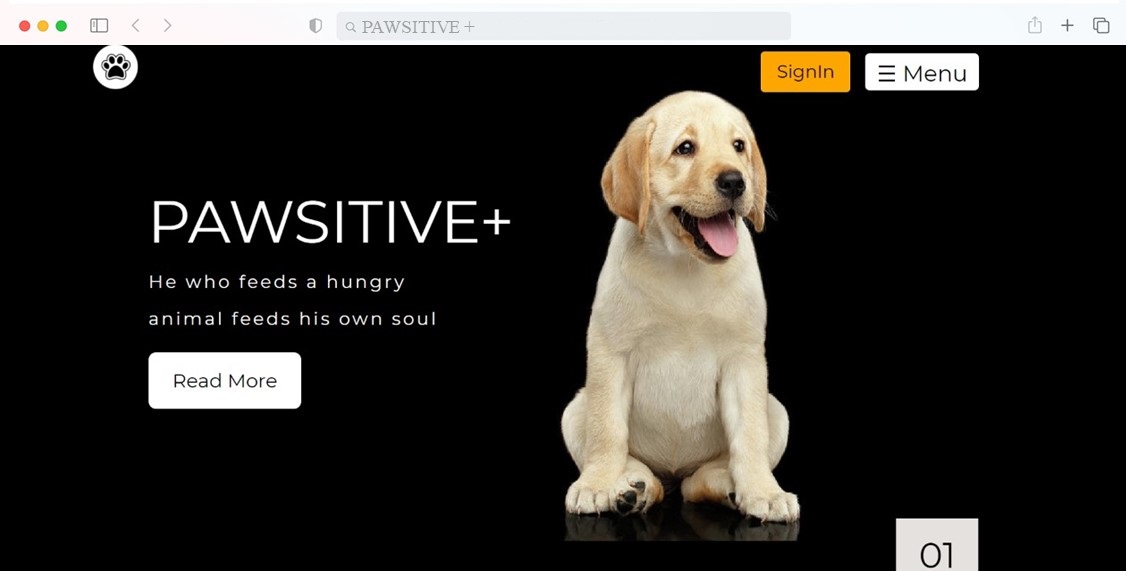 PAWSITIVE+
SignIn
☰ Menu
PAWSITIVE+
He who feeds a hungry
animal feeds his own soul
Read More
01